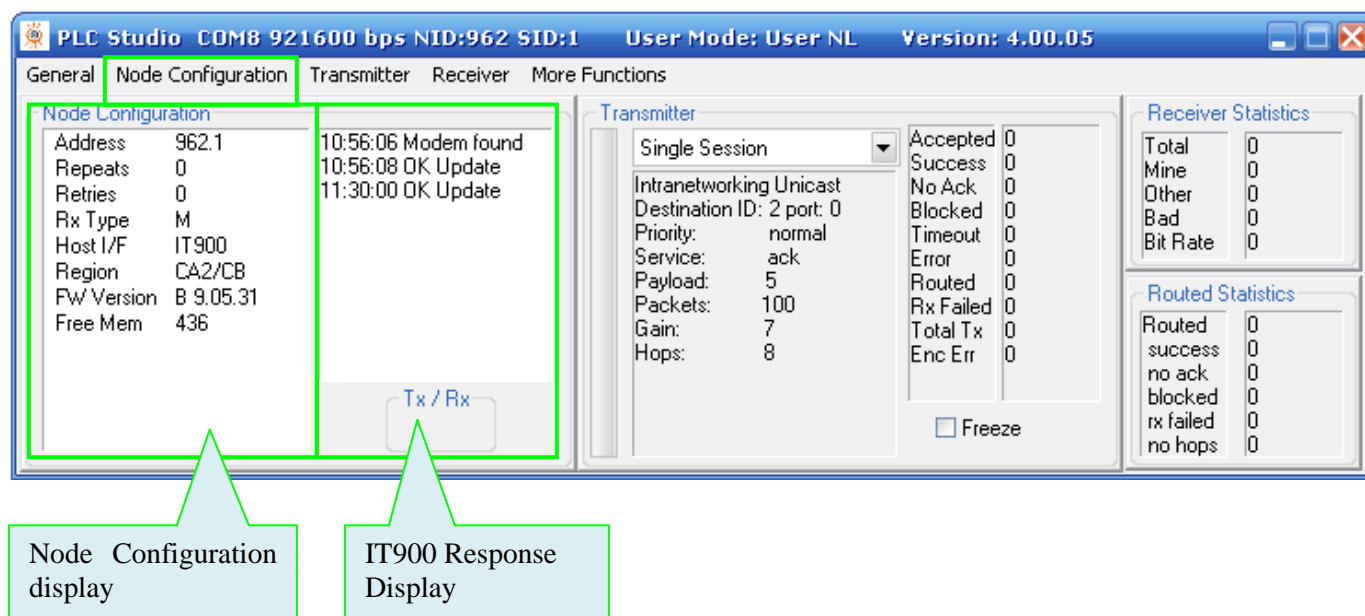 PLC Studio COM8 921600 bps NID:962 SID:1 User Mode: User NL Version: 4.00.05
General Node Configuration Transmitter Receiver More Functions
Node Configuration
Address 962.1
Repeats 0
Retries 0
Rx Type M
Host I/F IT900
Region CA2/CB
FW Version B 9.05.31
Free Mem 436
10:56:06 Modem found
10:56:08 OK Update
11:30:00 OK Update
Tx / Rx
Transmitter
Single Session
Intranetworking Unicast
Destination ID: 2 port: 0
Priority: normal
Service: ack
Payload: 5
Packets: 100
Gain: 7
Hops: 8
Accepted 0
Success 0
No Ack 0
Blocked 0
Timeout 0
Error 0
Routed 0
Rx Failed 0
Total Tx 0
Enc Err 0
Freeze
Receiver Statistics
Total 0
Mine 0
Other 0
Bad 0
Bit Rate 0
Routed Statistics
Routed 0
success 0
no ack 0
blocked 0
rx failed 0
no hops 0
Node Configuration
display
IT900 Response
Display